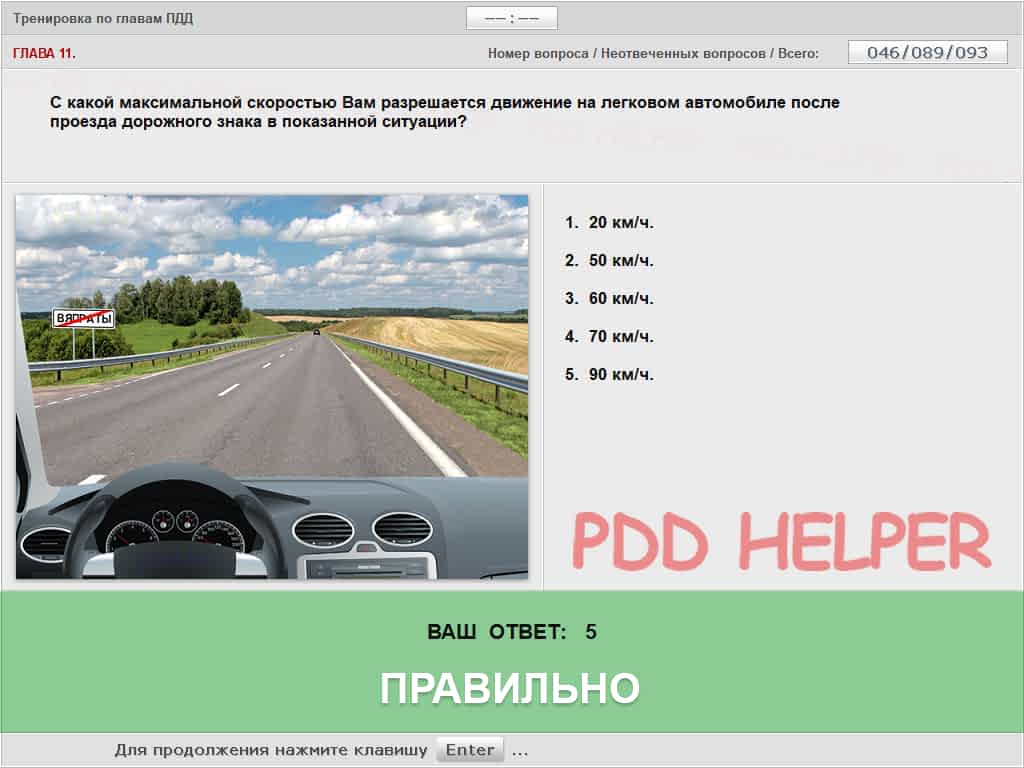 Тренировка по главам ПДД
—— : ——
ГЛАВА 11.
Номер вопроса / Неотвеченных вопросов / Всего:
046/089/093
С какой максимальной скоростью Вам разрешается движение на легковом автомобиле после
проезда дорожного знака в показанной ситуации?
ВЯПРАТЫ
1. 20 км/ч.
2. 50 км/ч.
3. 60 км/ч.
4. 70 км/ч.
5. 90 км/ч.
PDD HELPER
ВАШ ОТВЕТ: 5
ПРАВИЛЬНО
Для продолжения нажмите клавишу Enter ...